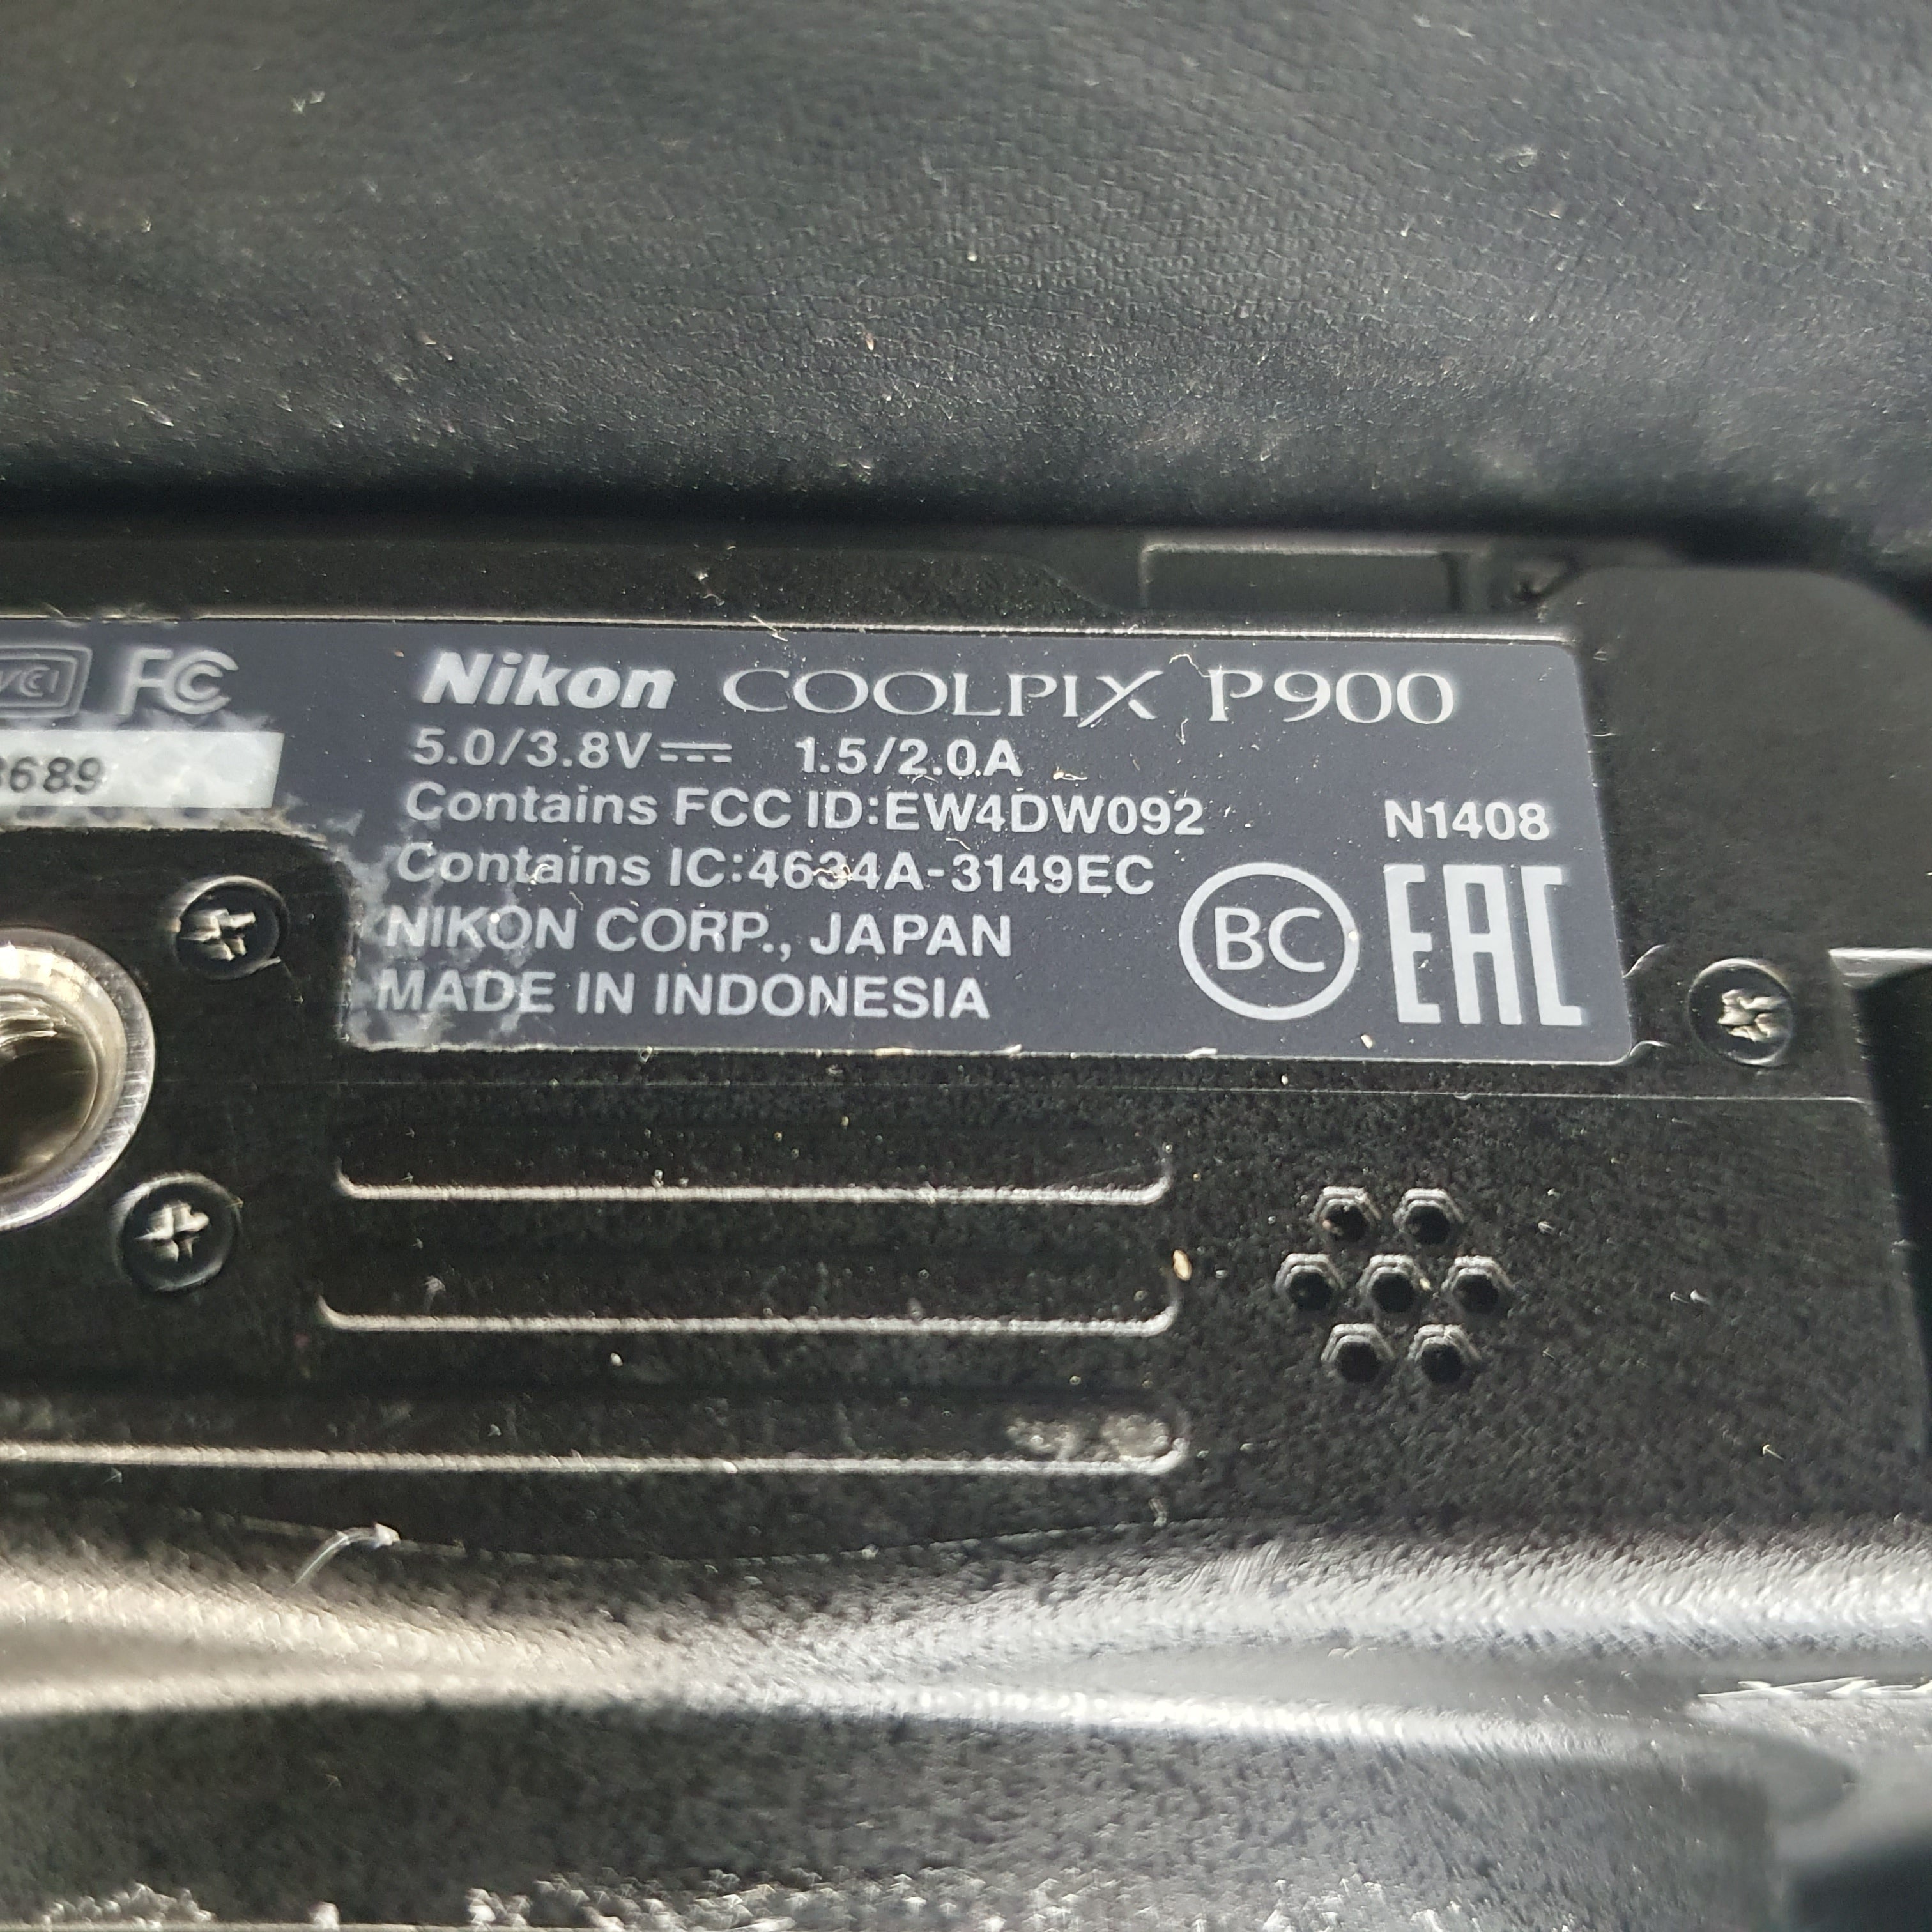 FC
Nikon COOLPIX P900
5.0/3.8V⎓ 1.5/2.0A
Contains FCC ID:EW4DW092
Contains IC:4634A-3149EC
NIKON CORP., JAPAN
MADE IN INDONESIA
N1408
BC
EAC